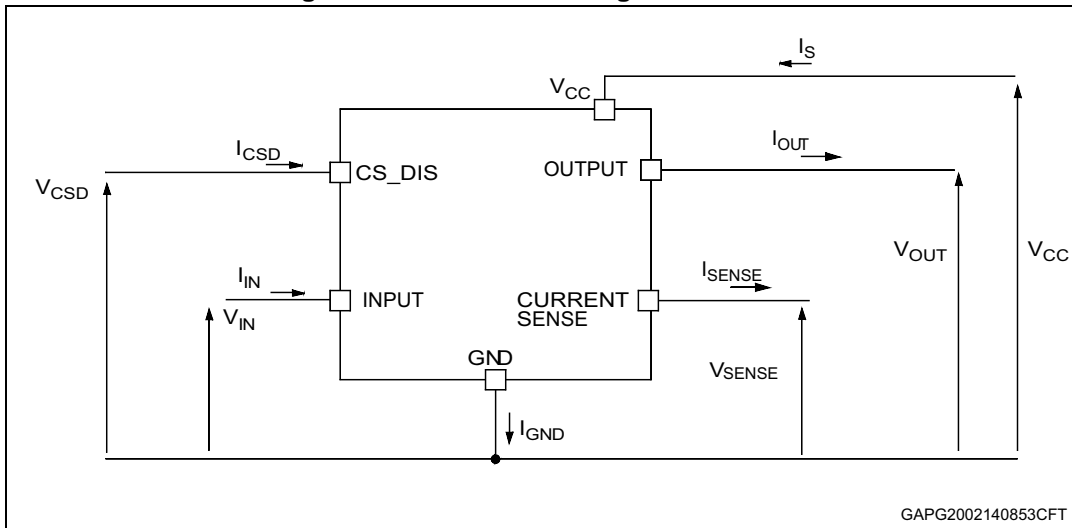 I_S
V_CC
I_CSD
I_OUT
CS_DIS
OUTPUT
V_CSD
V_OUT
V_CC
I_IN
I_SENSE
INPUT
CURRENT
SENSE
V_IN
GND
V_SENSE
I_GND
GAPG2002140853CFT